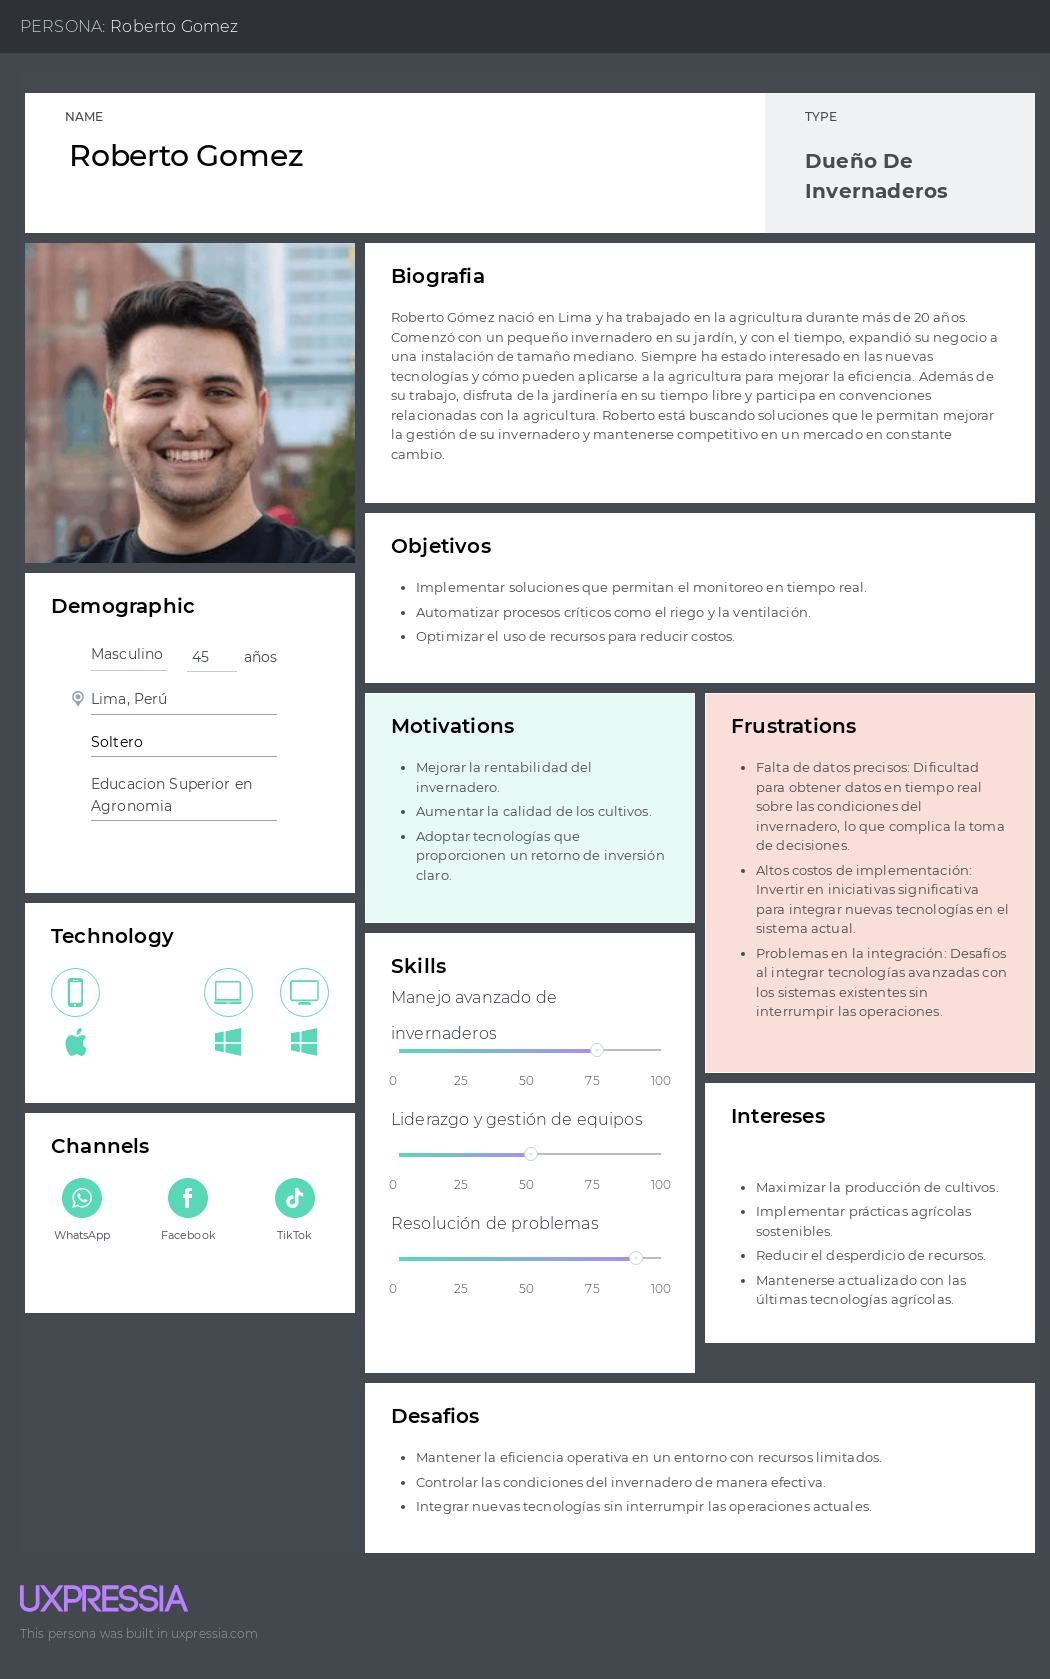 PERSONA: Roberto Gomez
NAME
Roberto Gomez
TYPE
Dueño De
Invernaderos
Biografia
Roberto Gómez nació en Lima y ha trabajado en la agricultura durante más de 20 años.
Comenzó con un pequeño invernadero en su jardín, y con el tiempo, expandió su negocio a
una instalación de tamaño mediano. Siempre ha estado interesado en las nuevas
tecnologías y cómo pueden aplicarse a la agricultura para mejorar la eficiencia. Además de
su trabajo, disfruta de la jardinería en su tiempo libre y participa en convenciones
relacionadas con la agricultura. Roberto está buscando soluciones que le permitan mejorar
la gestión de su invernadero y mantenerse competitivo en un mercado en constante
cambio.
Objetivos
• Implementar soluciones que permitan el monitoreo en tiempo real.
• Automatizar procesos críticos como el riego y la ventilación.
• Optimizar el uso de recursos para reducir costos.
Demographic
Masculino 45 años
Lima, Perú
Soltero
Educacion Superior en
Agronomia
Motivations
• Mejorar la rentabilidad del
invernadero.
• Aumentar la calidad de los cultivos.
• Adoptar tecnologías que
proporcionen un retorno de inversión
claro.
Frustrations
• Falta de datos precisos: Dificultad
para obtener datos en tiempo real
sobre las condiciones del
invernadero, lo que complica la toma
de decisiones.
• Altos costos de implementación:
Invertir en iniciativas significativa
para integrar nuevas tecnologías en el
sistema actual.
• Problemas en la integración: Desafíos
al integrar tecnologías avanzadas con
los sistemas existentes sin
interrumpir las operaciones.
Technology
Skills
Manejo avanzado de
invernaderos
0 25 50 75 100
Liderazgo y gestión de equipos
0 25 50 75 100
Resolución de problemas
0 25 50 75 100
Channels
WhatsApp Facebook TikTok
Intereses
• Maximizar la producción de cultivos.
• Implementar prácticas agrícolas
sostenibles.
• Reducir el desperdicio de recursos.
• Mantenerse actualizado con las
últimas tecnologías agrícolas.
Desafios
• Mantener la eficiencia operativa en un entorno con recursos limitados.
• Controlar las condiciones del invernadero de manera efectiva.
• Integrar nuevas tecnologías sin interrumpir las operaciones actuales.
UXPRESSIA
This persona was built in uxpressia.com